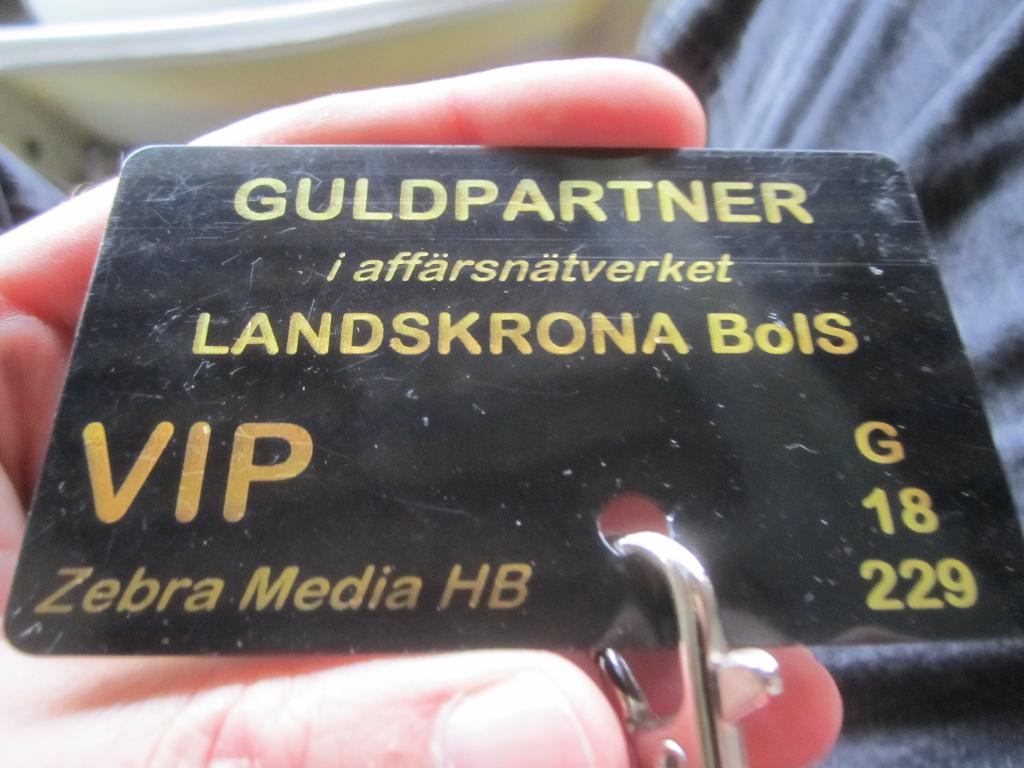 GULDPARTNER
i affärsnätverket
LANDSKRONA BoIS
VIP
Zebra Media HB
G
18
229